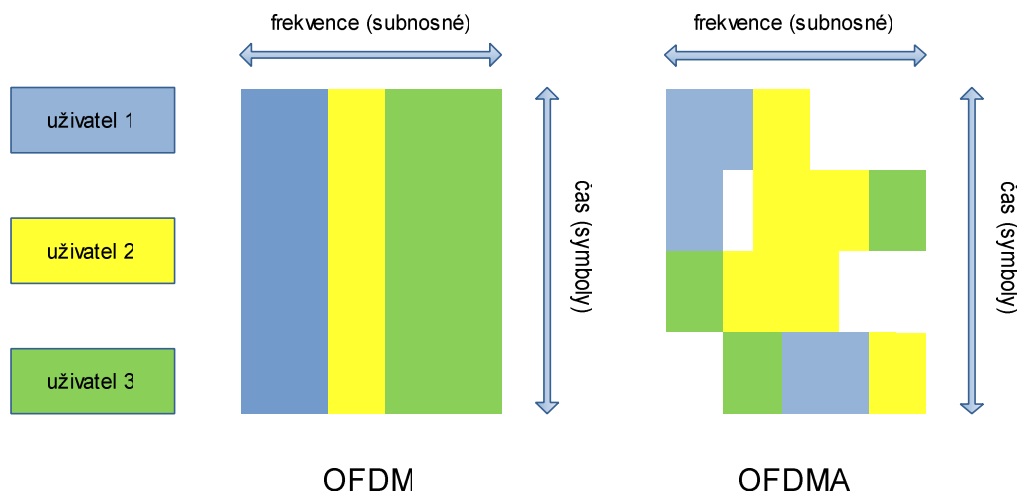 frekvence (subnosné)
frekvence (subnosné)
uživatel 1
uživatel 2
uživatel 3
čas (symboly)
čas (symboly)
OFDM
OFDMA